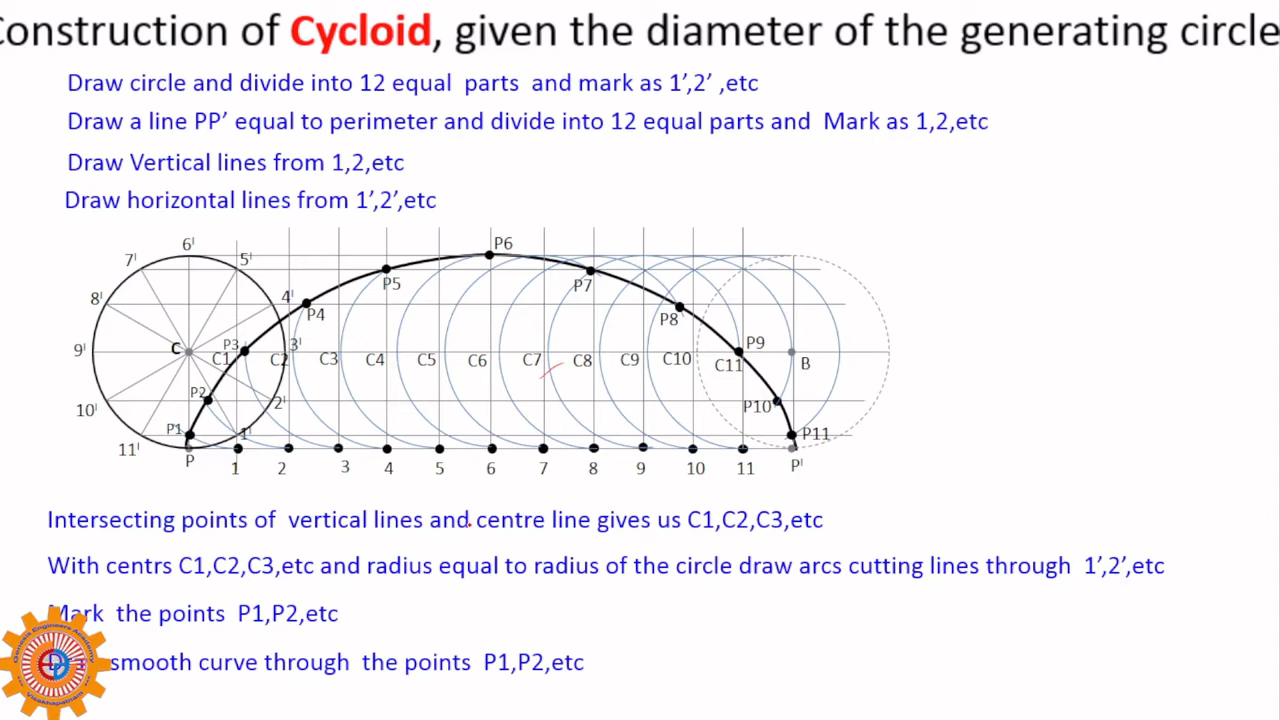 Construction of Cycloid, given the diameter of the generating circle
Draw circle and divide into 12 equal parts and mark as 1’,2’ ,etc
Draw a line PP’ equal to perimeter and divide into 12 equal parts and Mark as 1,2,etc
Draw Vertical lines from 1,2,etc
Draw horizontal lines from 1’,2’,etc
6' P6
7' 5'
P5 P7
8' 4' P4 P8
9' C C1 P3 C2 3' C3 C4 C5 C6 C7 C8 C9 C10 C11 P9 B
10' P2 2' P10
11' P1 1' P11
P 1 2 3 4 5 6 7 8 9 10 11 P'
Intersecting points of vertical lines and centre line gives us C1,C2,C3,etc
With centrs C1,C2,C3,etc and radius equal to radius of the circle draw arcs cutting lines through 1’,2’,etc
Mark the points P1,P2,etc
smooth curve through the points P1,P2,etc
Genesis Engineers Academy
Visakhapatnam